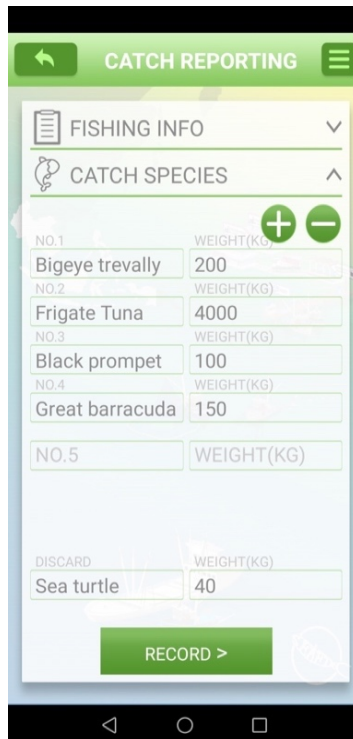 CATCH REPORTING
FISHING INFO
CATCH SPECIES
NO.1 WEIGHT(KG)
Bigeye trevally 200
NO.2 WEIGHT(KG)
Frigate Tuna 4000
NO.3 WEIGHT(KG)
Black prompet 100
NO.4 WEIGHT(KG)
Great barracuda 150
NO.5 WEIGHT(KG)
DISCARD WEIGHT(KG)
Sea turtle 40
RECORD >